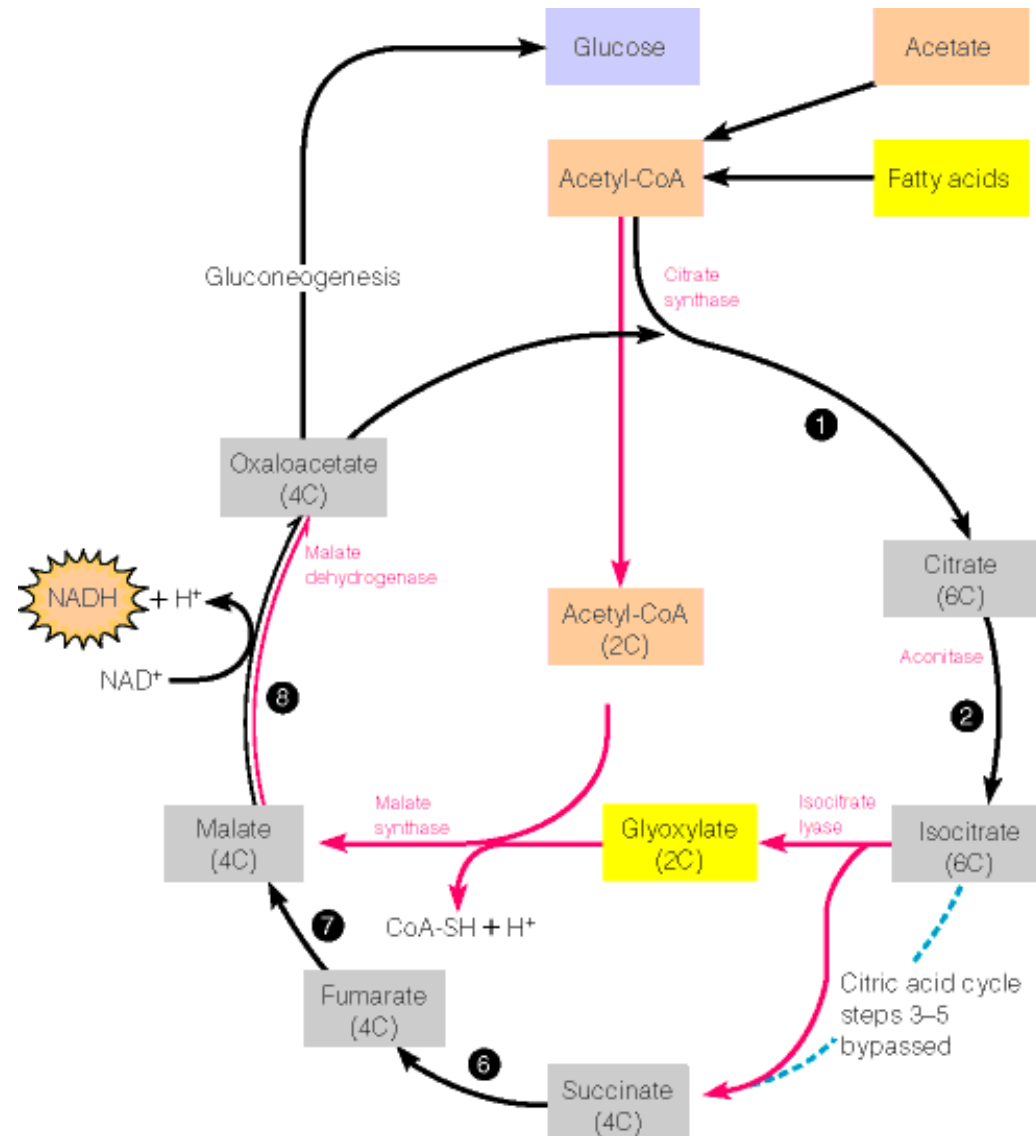 Glucose
Acetate
Acetyl-CoA
Fatty acids
Gluconeogenesis
Citrate
synthase
1
Oxaloacetate
(4C)
Malate
dehydrogenase
Citrate
(6C)
NADH + H⁺
Acetyl-CoA
(2C)
Aconitase
NAD⁺
8
2
Malate
synthase
Isocitrate
lyase
Malate
(4C)
Glyoxylate
(2C)
Isocitrate
(6C)
CoA-SH + H⁺
7
Fumarate
(4C)
Citric acid cycle
steps 3–5
bypassed
6
Succinate
(4C)